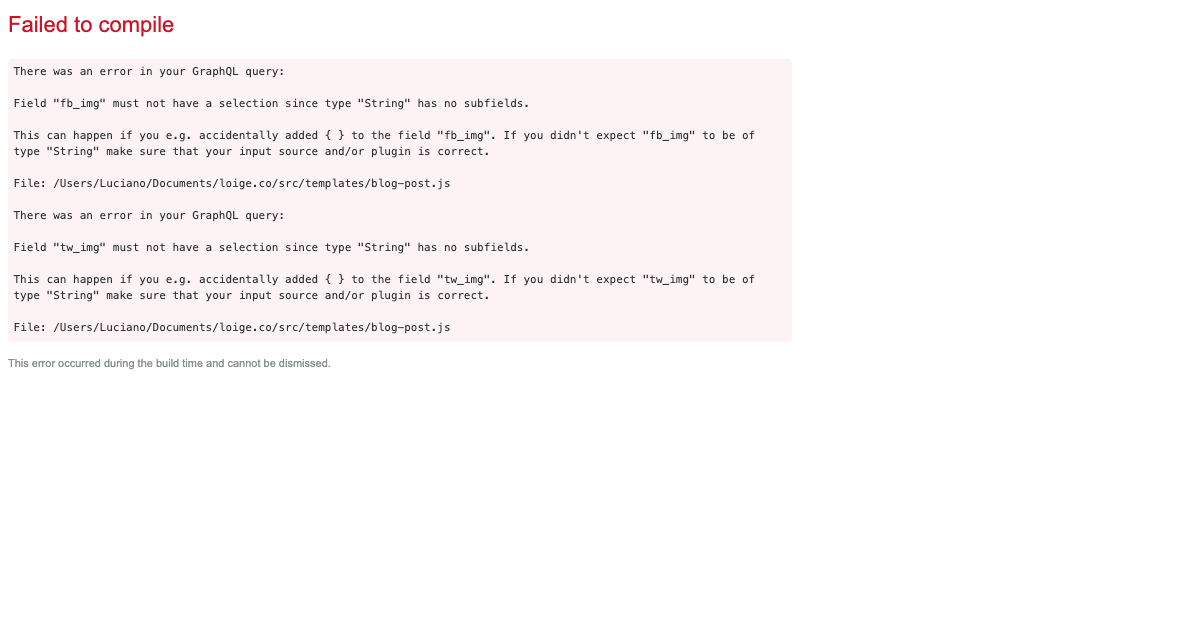 Failed to compile
There was an error in your GraphQL query:
Field "fb_img" must not have a selection since type "String" has no subfields.
This can happen if you e.g. accidentally added { } to the field "fb_img". If you didn't expect "fb_img" to be of
type "String" make sure that your input source and/or plugin is correct.
File: /Users/Luciano/Documents/loige.co/src/templates/blog-post.js
There was an error in your GraphQL query:
Field "tw_img" must not have a selection since type "String" has no subfields.
This can happen if you e.g. accidentally added { } to the field "tw_img". If you didn't expect "tw_img" to be of
type "String" make sure that your input source and/or plugin is correct.
File: /Users/Luciano/Documents/loige.co/src/templates/blog-post.js
This error occurred during the build time and cannot be dismissed.